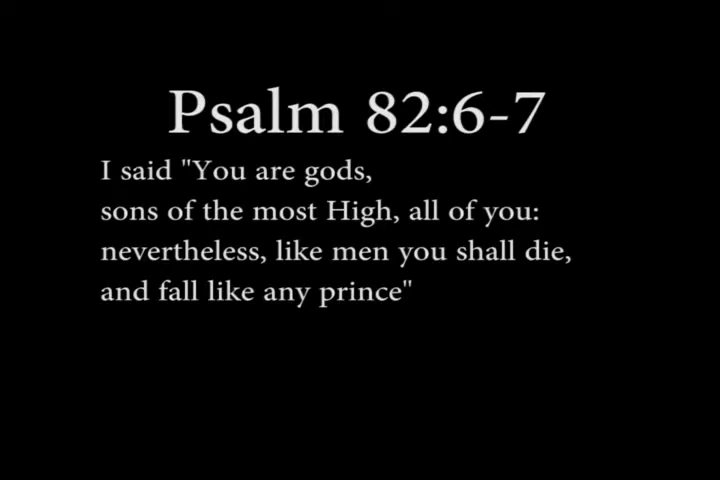 Psalm 82:6-7
I said "You are gods,
sons of the most High, all of you:
nevertheless, like men you shall die,
and fall like any prince"